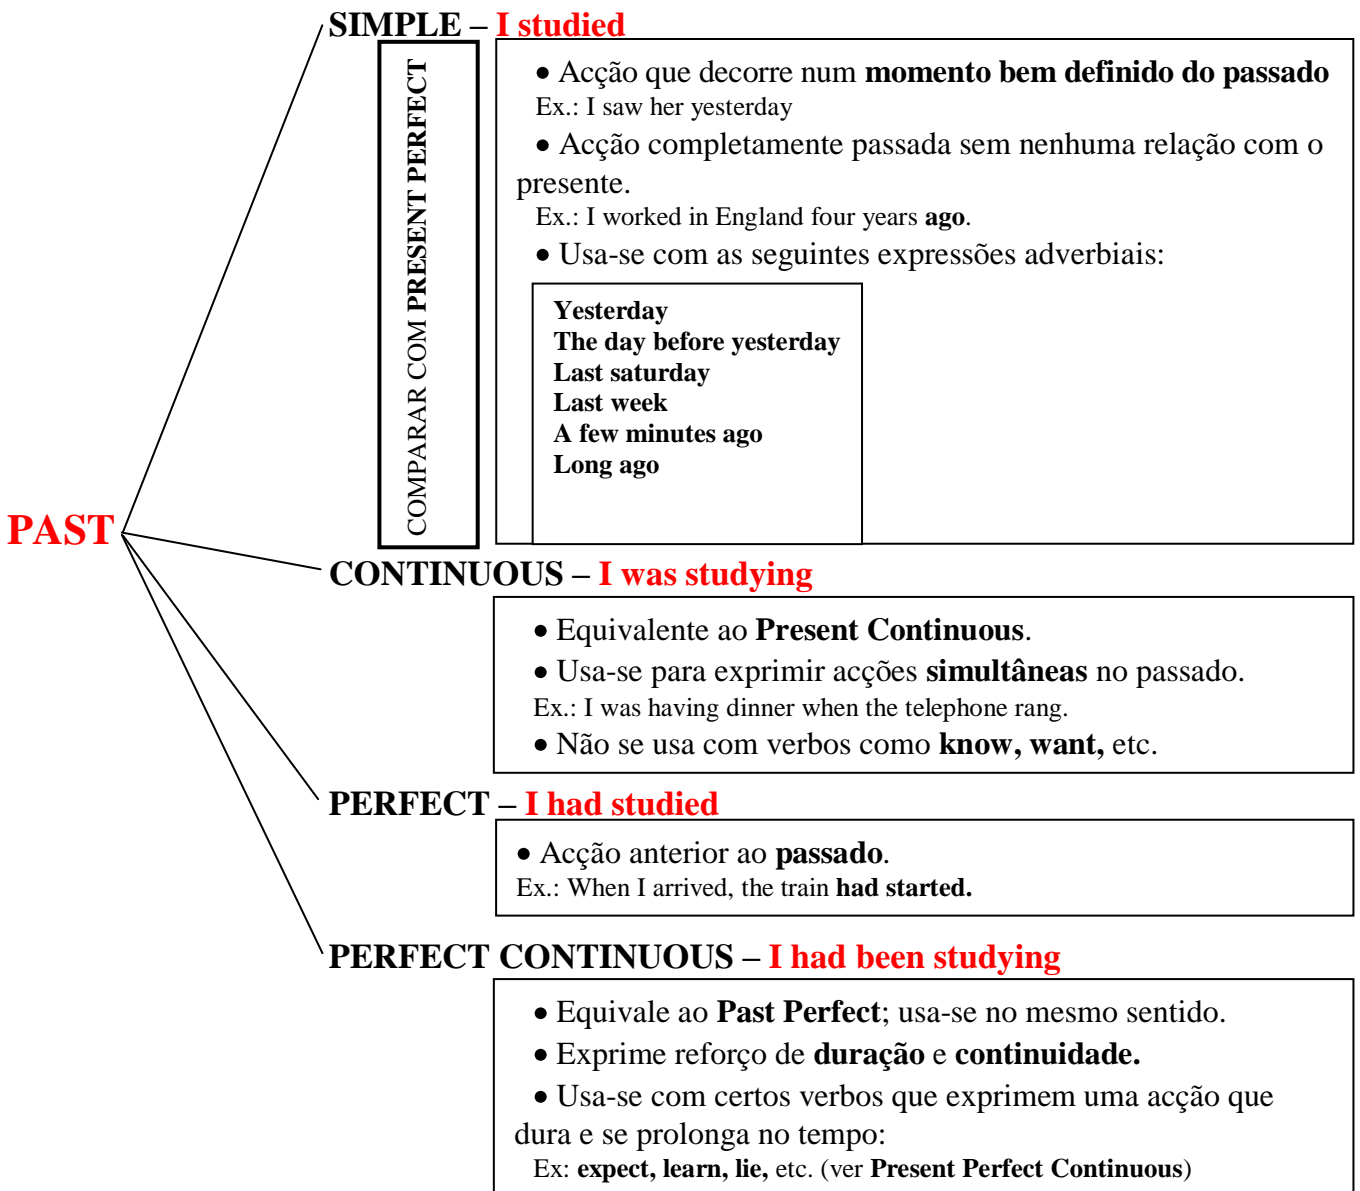 SIMPLE – I studied
COMPARAR COM PRESENT PERFECT
• Acção que decorre num momento bem definido do passado
Ex.: I saw her yesterday
• Acção completamente passada sem nenhuma relação com o
presente.
Ex.: I worked in England four years ago.
• Usa-se com as seguintes expressões adverbiais:
Yesterday
The day before yesterday
Last saturday
Last week
A few minutes ago
Long ago
PAST
CONTINUOUS – I was studying
• Equivalente ao Present Continuous.
• Usa-se para exprimir acções simultâneas no passado.
Ex.: I was having dinner when the telephone rang.
• Não se usa com verbos como know, want, etc.
PERFECT – I had studied
• Acção anterior ao passado.
Ex.: When I arrived, the train had started.
PERFECT CONTINUOUS – I had been studying
• Equivale ao Past Perfect; usa-se no mesmo sentido.
• Exprime reforço de duração e continuidade.
• Usa-se com certos verbos que exprimem uma acção que
dura e se prolonga no tempo:
Ex: expect, learn, lie, etc. (ver Present Perfect Continuous)